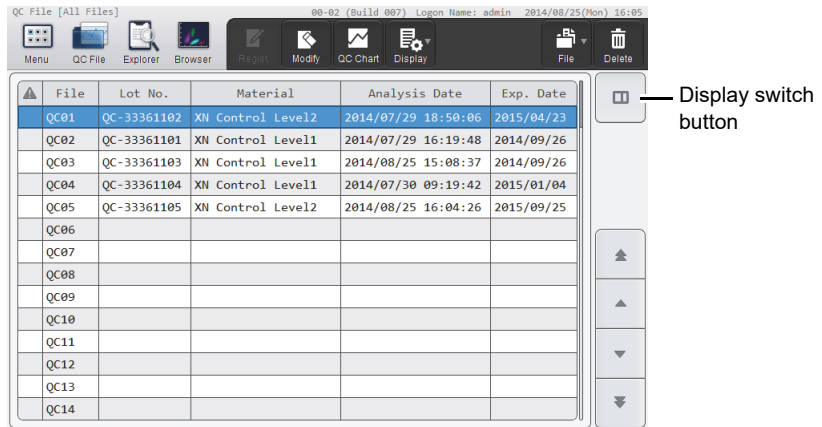 QC File [All Files] 00-02 (Build 007) Logon Name: admin 2014/08/25(Mon) 16:05
Menu QC File Explorer Browser Regist. Modify QC Chart Display File Delete
File Lot No. Material Analysis Date Exp. Date
QC01 QC-33361102 XN Control Level2 2014/07/29 18:50:06 2015/04/23
QC02 QC-33361101 XN Control Level1 2014/07/29 16:19:48 2014/09/26
QC03 QC-33361103 XN Control Level1 2014/08/25 15:08:37 2014/09/26
QC04 QC-33361104 XN Control Level1 2014/07/30 09:19:42 2015/01/04
QC05 QC-33361105 XN Control Level2 2014/08/25 16:04:26 2015/09/25
QC06
QC07
QC08
QC09
QC10
QC11
QC12
QC13
QC14
Display switch
button